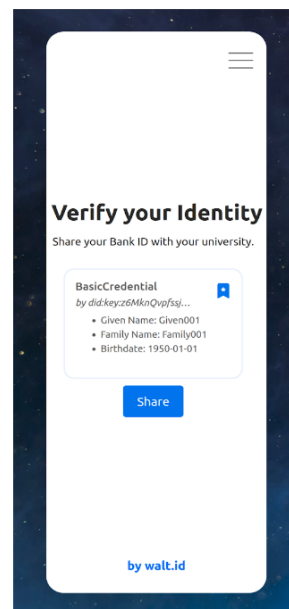 Verify your Identity
Share your Bank ID with your university.
BasicCredential
by did:key:z6MknQvpfssj...
• Given Name: Given001
• Family Name: Family001
• Birthdate: 1950-01-01
Share
by walt.id